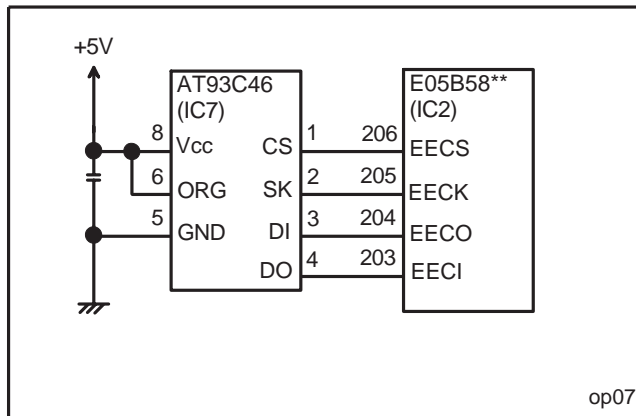 +5V
AT93C46
(IC7)
E05B58**
(IC2)
8 Vcc CS 1 206 EECS
6 ORG SK 2 205 EECK
5 GND DI 3 204 EECO
DO 4 203 EECI
op07